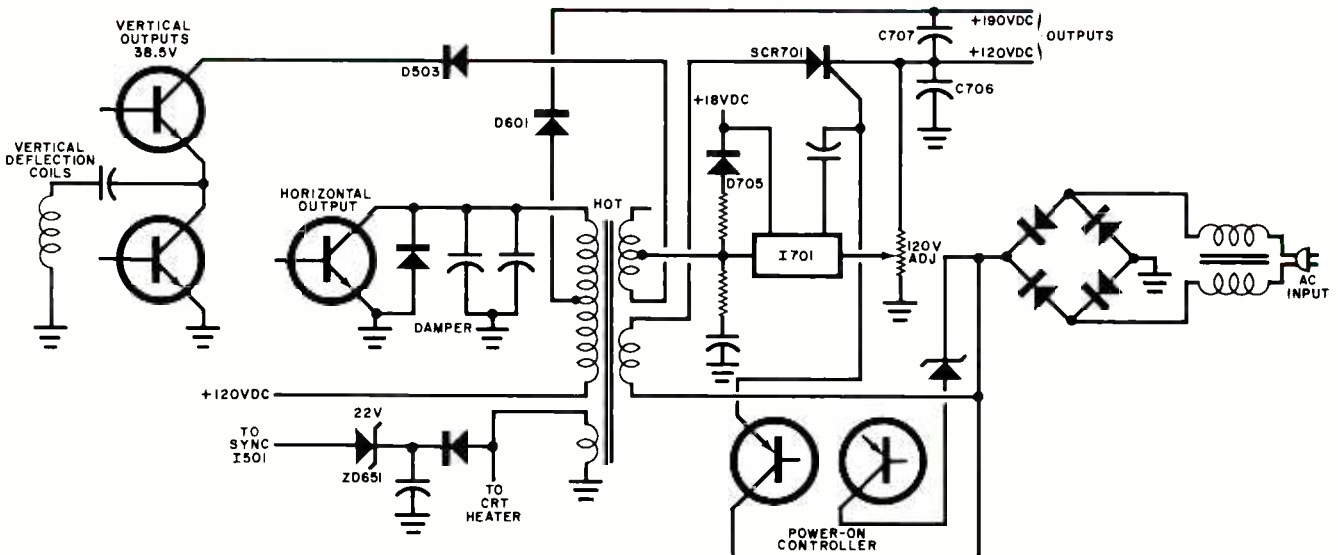 VERTICAL
OUTPUTS
38.5V
D503
+190VDC
C707
OUTPUTS
+120VDC
SCR701
C706
+18VDC
D601
VERTICAL
DEFLECTION
COILS
D705
HORIZONTAL
OUTPUT
HOT
I701
120V
ADJ
AC
INPUT
DAMPER
+120VDC
22V
TO
SYNC
I501
ZD651
TO
CRT
HEATER
POWER-ON
CONTROLLER